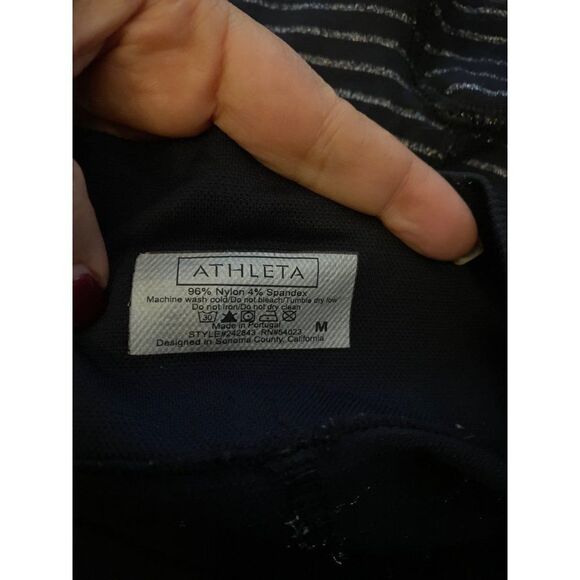 ATHLETA
96% Nylon 4% Spandex
Machine wash cold/Do not bleach/Tumble dry low
Do not Iron/Do not dry clean
30
Made in Portugal
STYLE#242843 RN#54023 M
Designed in Sonoma County, California